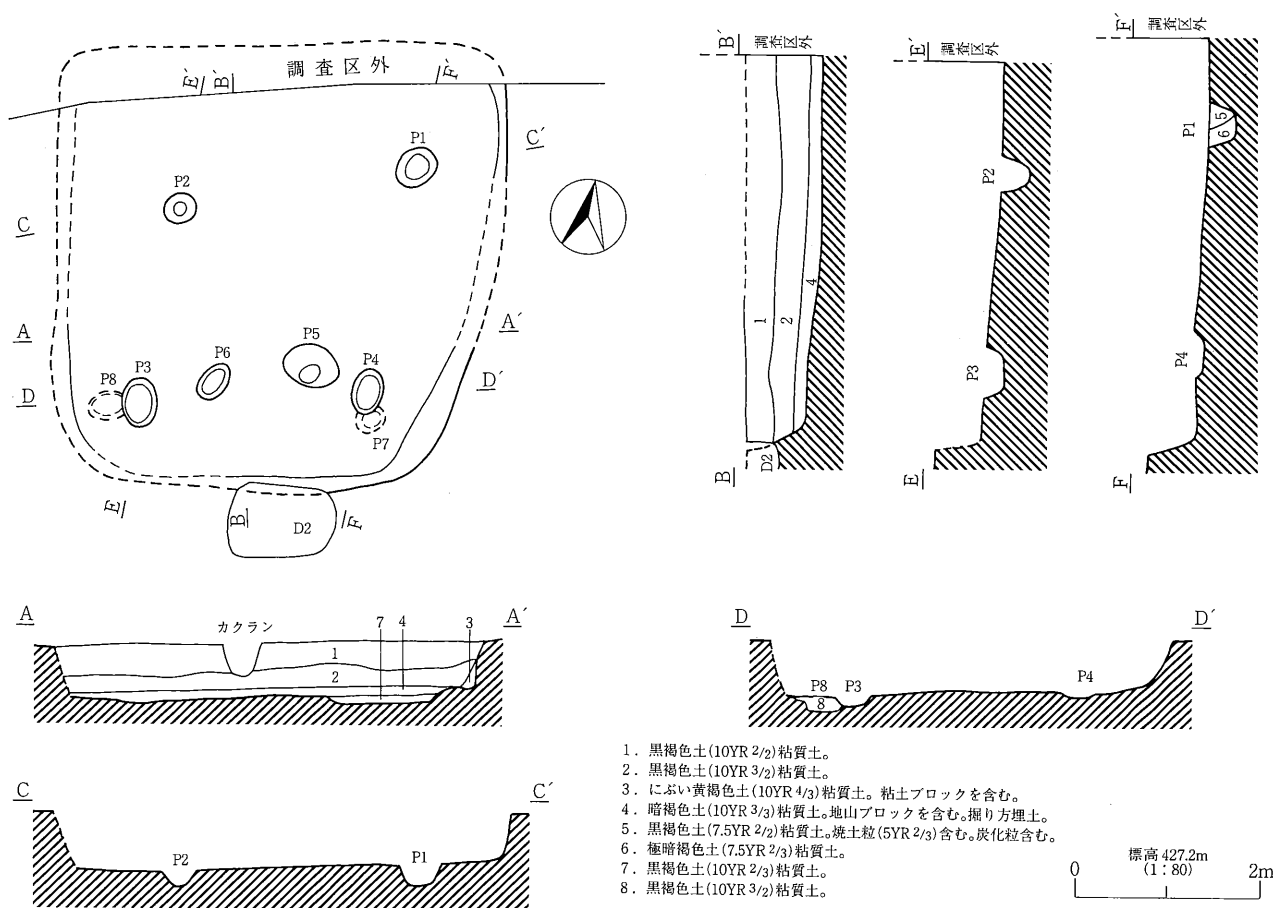 調査区外
E´
B´
F´
P1
C´
P2
C
A
A´
P5
P6
P4
P3
P8
D
D´
P7
E
B
D2
F
B´
調査区外
1
2
4
D2
B
E´
調査区外
P2
P3
E
F´
調査区外
P1
5
6
P4
F
A
カクラン
7
4
3
A´
1
2
D
D´
P8
P3
P4
8
C
C´
P2
P1
1．黒褐色土(10YR 2/2)粘質土。
2．黒褐色土(10YR 3/2)粘質土。
3．にぶい黄褐色土(10YR 4/3)粘質土。粘土ブロックを含む。
4．暗褐色土(10YR 3/3)粘質土。地山ブロックを含む。掘り方埋土。
5．黒褐色土(7.5YR 2/2)粘質土。焼土粒(5YR 2/3)含む。炭化粒含む。
6．極暗褐色土(7.5YR 2/3)粘質土。
7．黒褐色土(10YR 2/3)粘質土。
8．黒褐色土(10YR 3/2)粘質土。
標高427.2m
(1：80)
0
2m